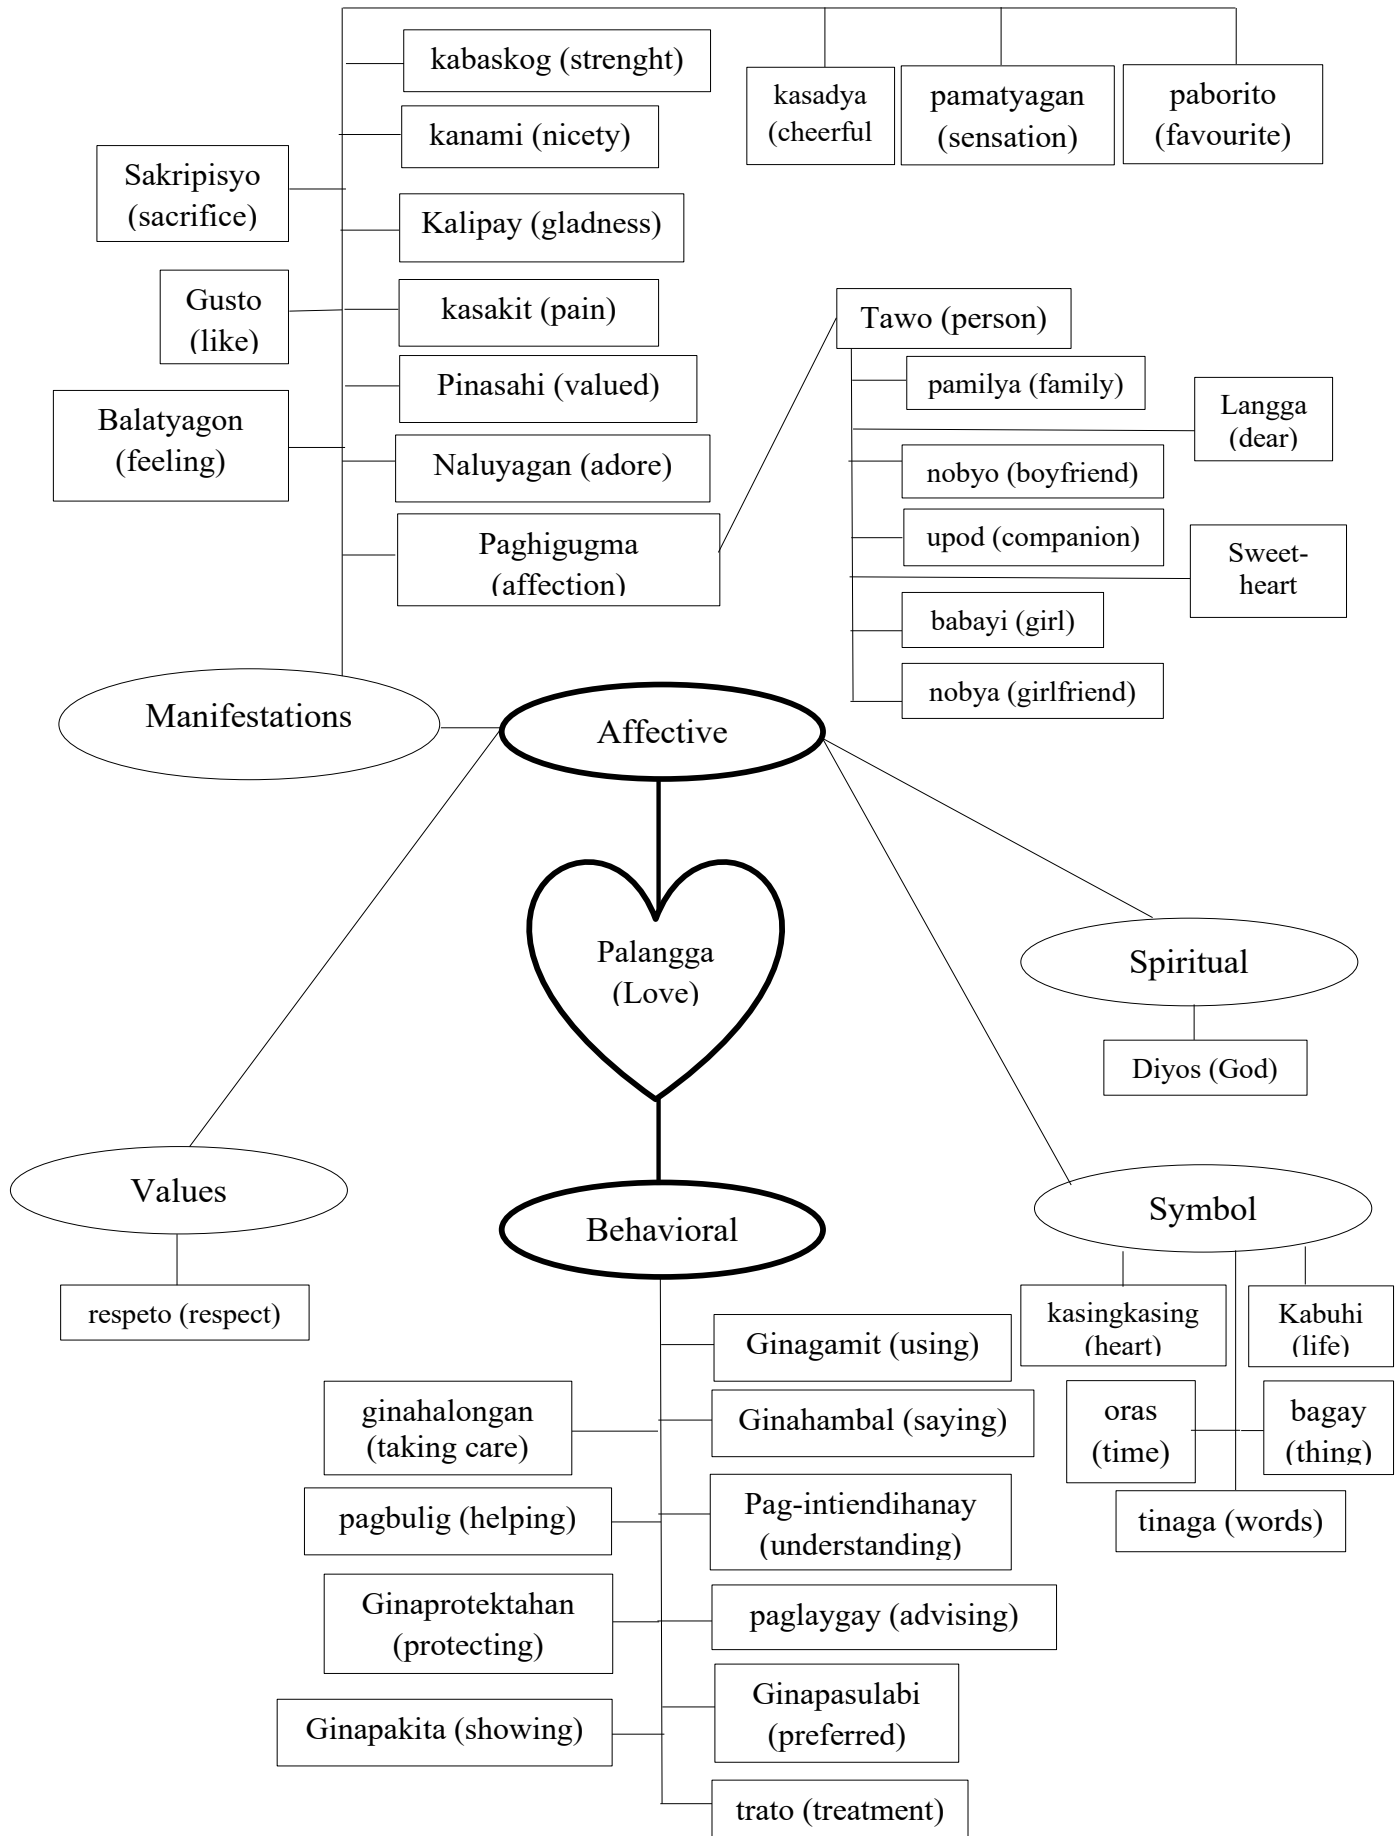 kabaskog (strenght)
kasadya
(cheerful
pamatyagan
(sensation)
paborito
(favourite)
kanami (nicety)
Sakripisyo
(sacrifice)
Kalipay (gladness)
Gusto
(like)
kasakit (pain)
Tawo (person)
Pinasahi (valued)
pamilya (family)
Langga
(dear)
Balatyagon
(feeling)
Naluyagan (adore)
nobyo (boyfriend)
Paghigugma
(affection)
upod (companion)
Sweet-
heart
babayi (girl)
nobya (girlfriend)
Manifestations
Affective
Palangga
(Love)
Spiritual
Diyos (God)
Values
respeto (respect)
Behavioral
Symbol
kasingkasing
(heart)
Kabuhi
(life)
oras
(time)
bagay
(thing)
tinaga (words)
Ginagamit (using)
ginahalongan
(taking care)
Ginahambal (saying)
pagbulig (helping)
Pag-intiendihanay
(understanding)
Ginaprotektahan
(protecting)
paglaygay (advising)
Ginapakita (showing)
Ginapasulabi
(preferred)
trato (treatment)